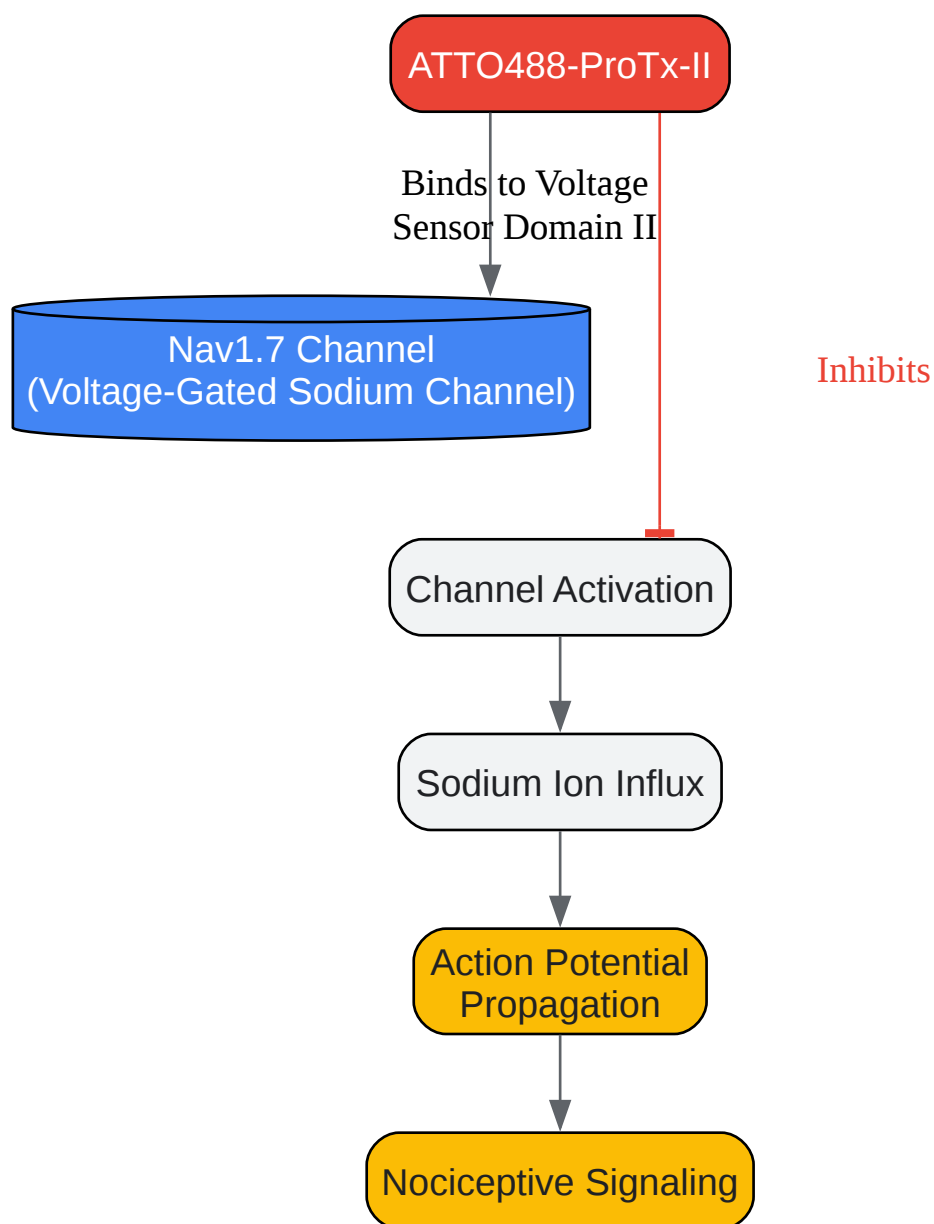 ATTO488-ProTx-II
Binds to Voltage
Sensor Domain II
Nav1.7 Channel
(Voltage-Gated Sodium Channel)
Inhibits
Channel Activation
Sodium Ion Influx
Action Potential
Propagation
Nociceptive Signaling